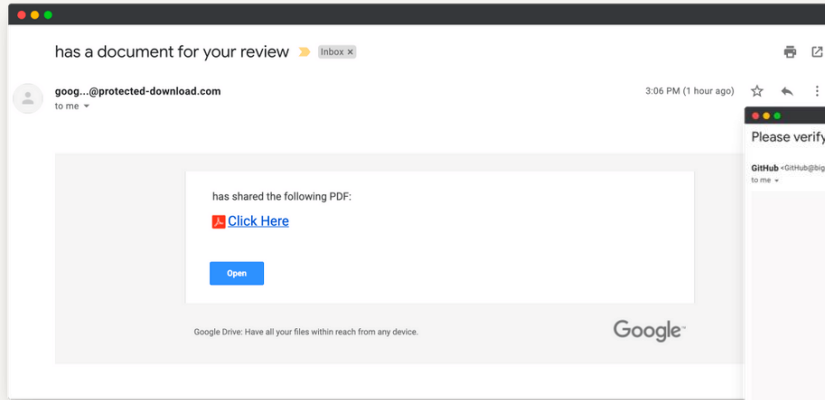 has a document for your review
Inbox ×
goog...@protected-download.com
3:06 PM (1 hour ago)
to me
Please verify
GitHub <GitHub@big
to me
has shared the following PDF:
Click Here
Open
Google Drive: Have all your files within reach from any device.
Google